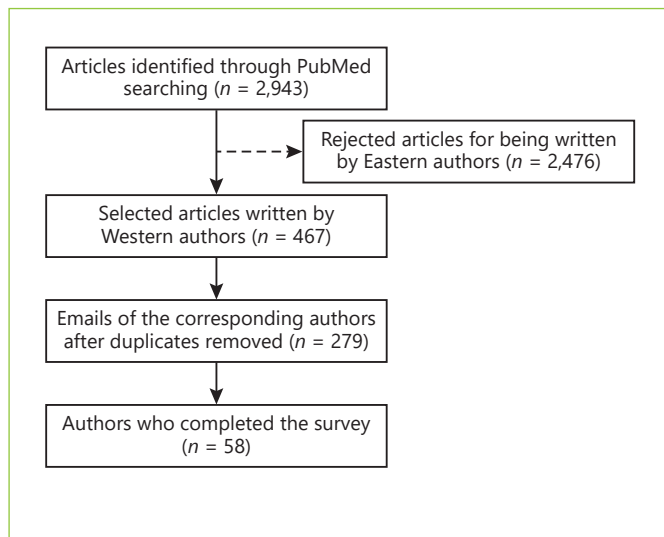 Articles identified through PubMed
searching (n = 2,943)
Rejected articles for being written
by Eastern authors (n = 2,476)
Selected articles written by
Western authors (n = 467)
Emails of the corresponding authors
after duplicates removed (n = 279)
Authors who completed the survey
(n = 58)